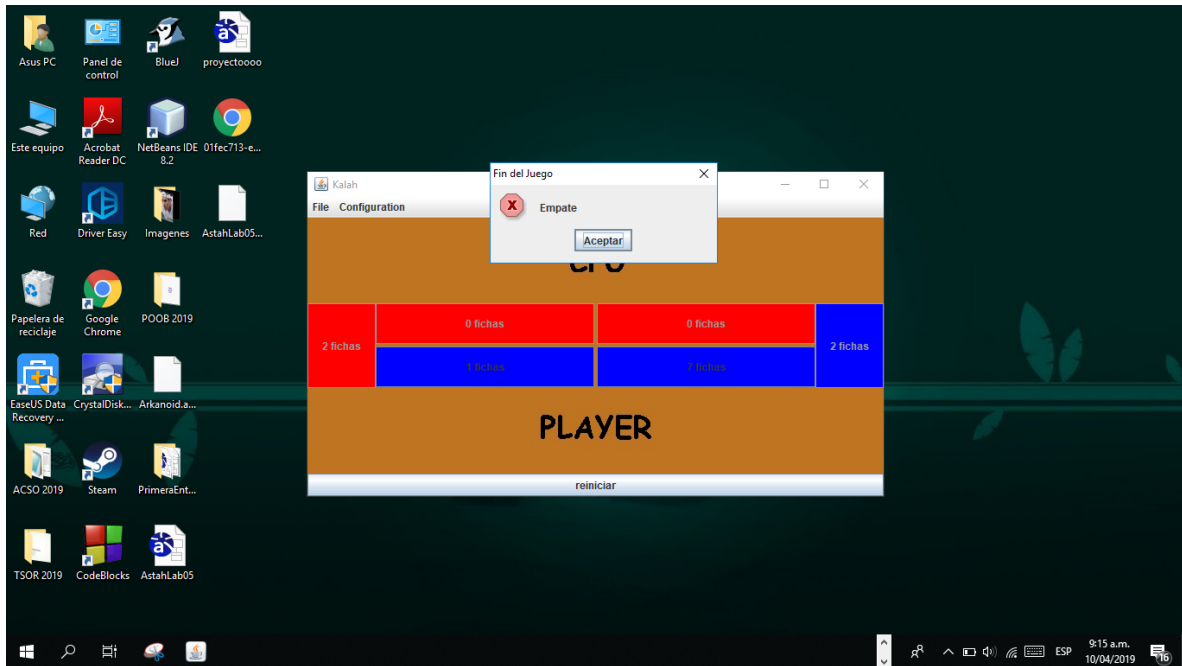 Asus PC
Panel de
control
BlueJ
proyectoooo
Este equipo
Acrobat
Reader DC
NetBeans IDE
8.2
01fec713-e...
Red
Driver Easy
Imagenes
AstahLab05...
Papelera de
reciclaje
Google
Chrome
POOB 2019
EaseUS Data
Recovery ...
CrystalDisk...
Arkanoid.a...
ACSO 2019
Steam
PrimeraEnt...
TSOR 2019
CodeBlocks
AstahLab05
Kalah
File Configuration
Fin del Juego
Empate
Aceptar
CPU
0 fichas
0 fichas
2 fichas
2 fichas
1 fichas
7 fichas
PLAYER
reiniciar
ESP
9:15 a.m.
10/04/2019
16